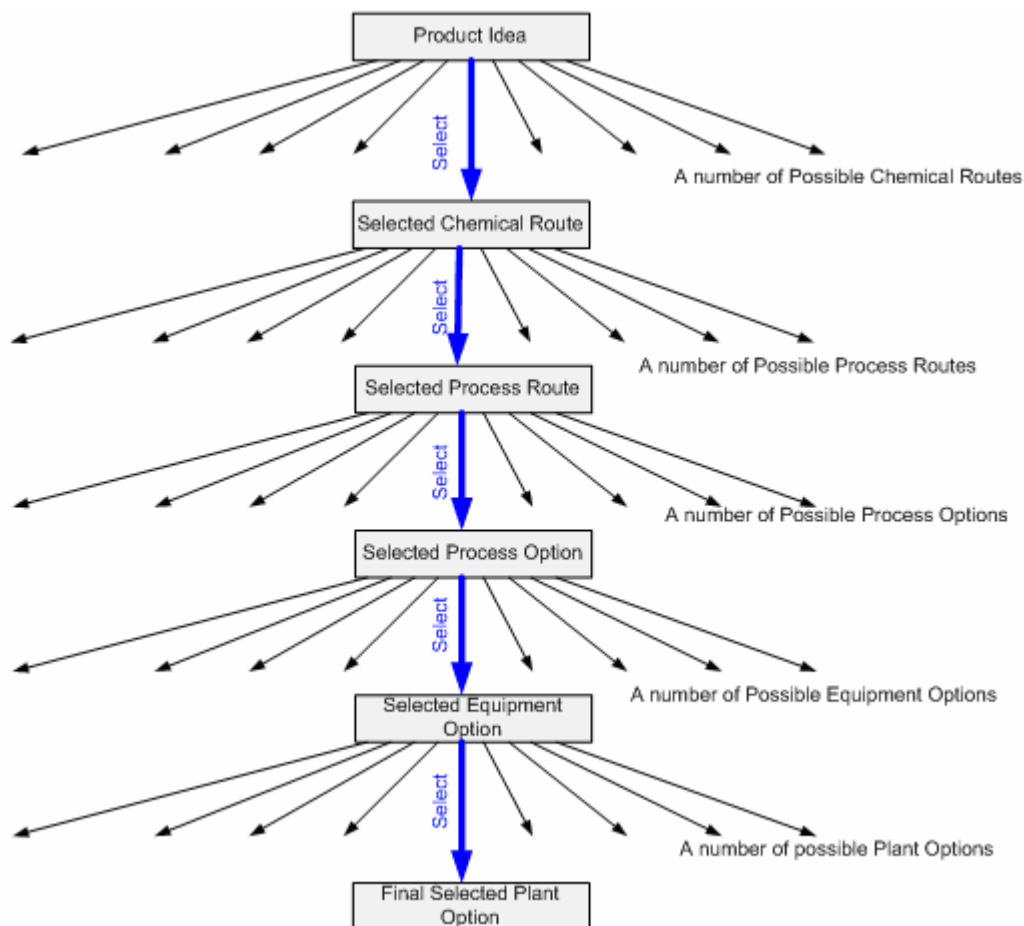 Product Idea
Select
A number of Possible Chemical Routes
Selected Chemical Route
Select
A number of Possible Process Routes
Selected Process Route
Select
A number of Possible Process Options
Selected Process Option
Select
A number of Possible Equipment Options
Selected Equipment
Option
Select
A number of possible Plant Options
Final Selected Plant
Option